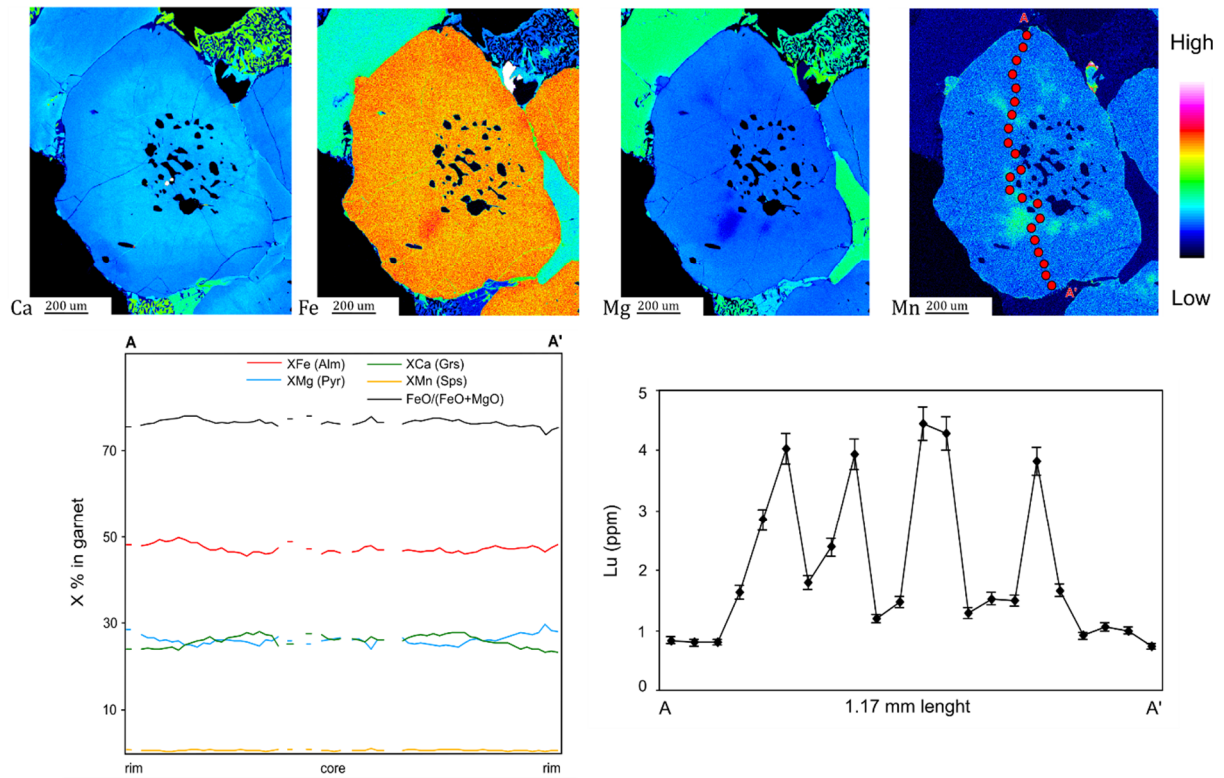 High
Low
A
A'
Ca 200 um
Fe 200 um
Mg 200 um
Mn 200 um
A A'
XFe (Alm) XCa (Grs)
XMg (Pyr) XMn (Sps)
FeO/(FeO+MgO)
X % in garnet
70
50
30
10
rim core rim
Lu (ppm)
5
4
3
2
1
0
A 1.17 mm lenght A'